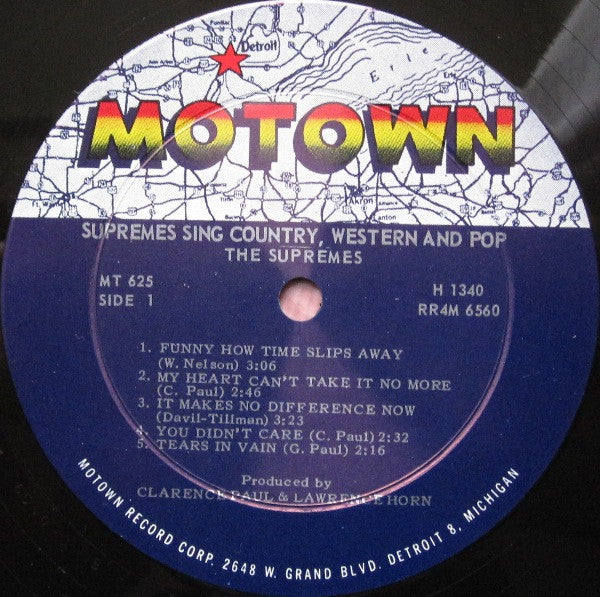 Detroit
Erie
MOTOWN
Akron
SUPREMES SING COUNTRY, WESTERN AND POP
THE SUPREMES
MT 625
SIDE 1
H 1340
RR4M 6560
1. FUNNY HOW TIME SLIPS AWAY
(W. Nelson) 3:06
2. MY HEART CAN'T TAKE IT NO MORE
(C. Paul) 2:46
3. IT MAKES NO DIFFERENCE NOW
(Davil-Tillman) 3:23
4. YOU DIDN'T CARE (C. Paul) 2:32
5. TEARS IN VAIN (G. Paul) 2:16
Produced by
CLARENCE PAUL & LAWRENCE HORN
MOTOWN RECORD CORP. 2648 W. GRAND BLVD. DETROIT 8, MICHIGAN